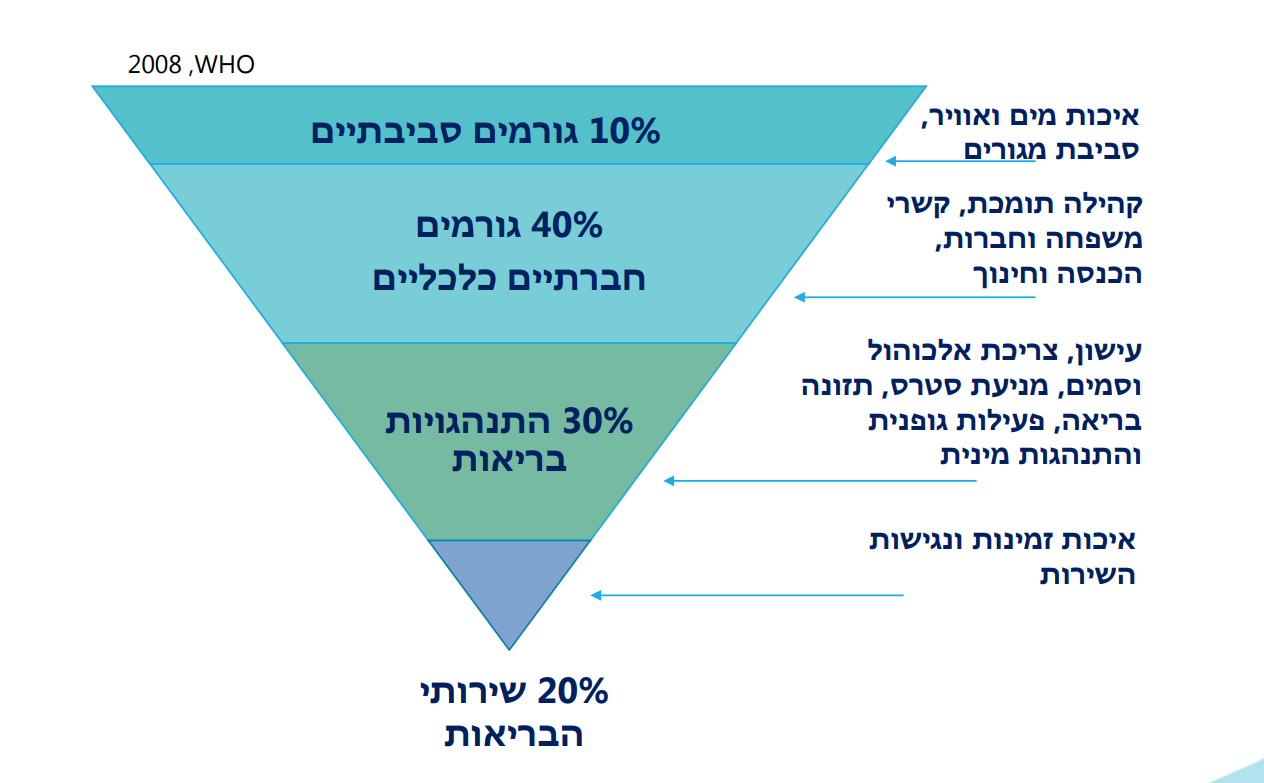 WHO, 2008
10% גורמים סביבתיים
איכות מים ואוויר,
סביבת מגורים
40% גורמים
חברתיים כלכליים
קהילה תומכת, קשרי
משפחה וחברות,
הכנסה וחינוך
30% התנהגויות
בריאות
עישון, צריכת אלכוהול
וסמים, מניעת סטרס, תזונה
בריאה, פעילות גופנית
והתנהגות מינית
איכות זמינות ונגישות
השירות
20% שירותי
הבריאות